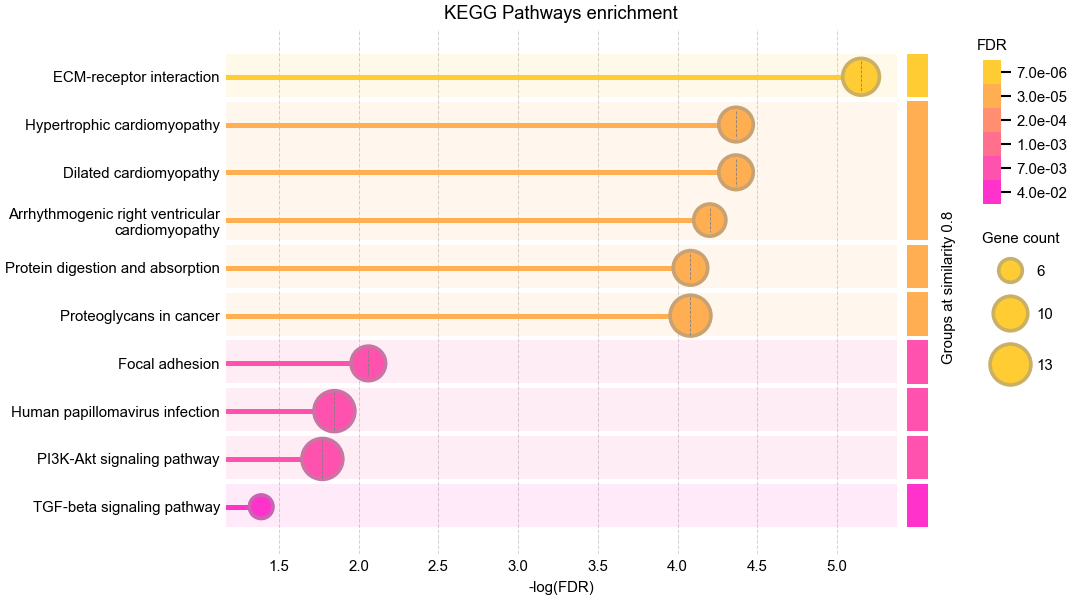 KEGG Pathways enrichment
ECM-receptor interaction
Hypertrophic cardiomyopathy
Dilated cardiomyopathy
Arrhythmogenic right ventricular
cardiomyopathy
Protein digestion and absorption
Proteoglycans in cancer
Focal adhesion
Human papillomavirus infection
PI3K-Akt signaling pathway
TGF-beta signaling pathway
1.5 2.0 2.5 3.0 3.5 4.0 4.5 5.0
-log(FDR)
Groups at similarity 0.8
FDR
7.0e-06
3.0e-05
2.0e-04
1.0e-03
7.0e-03
4.0e-02
Gene count
6
10
13